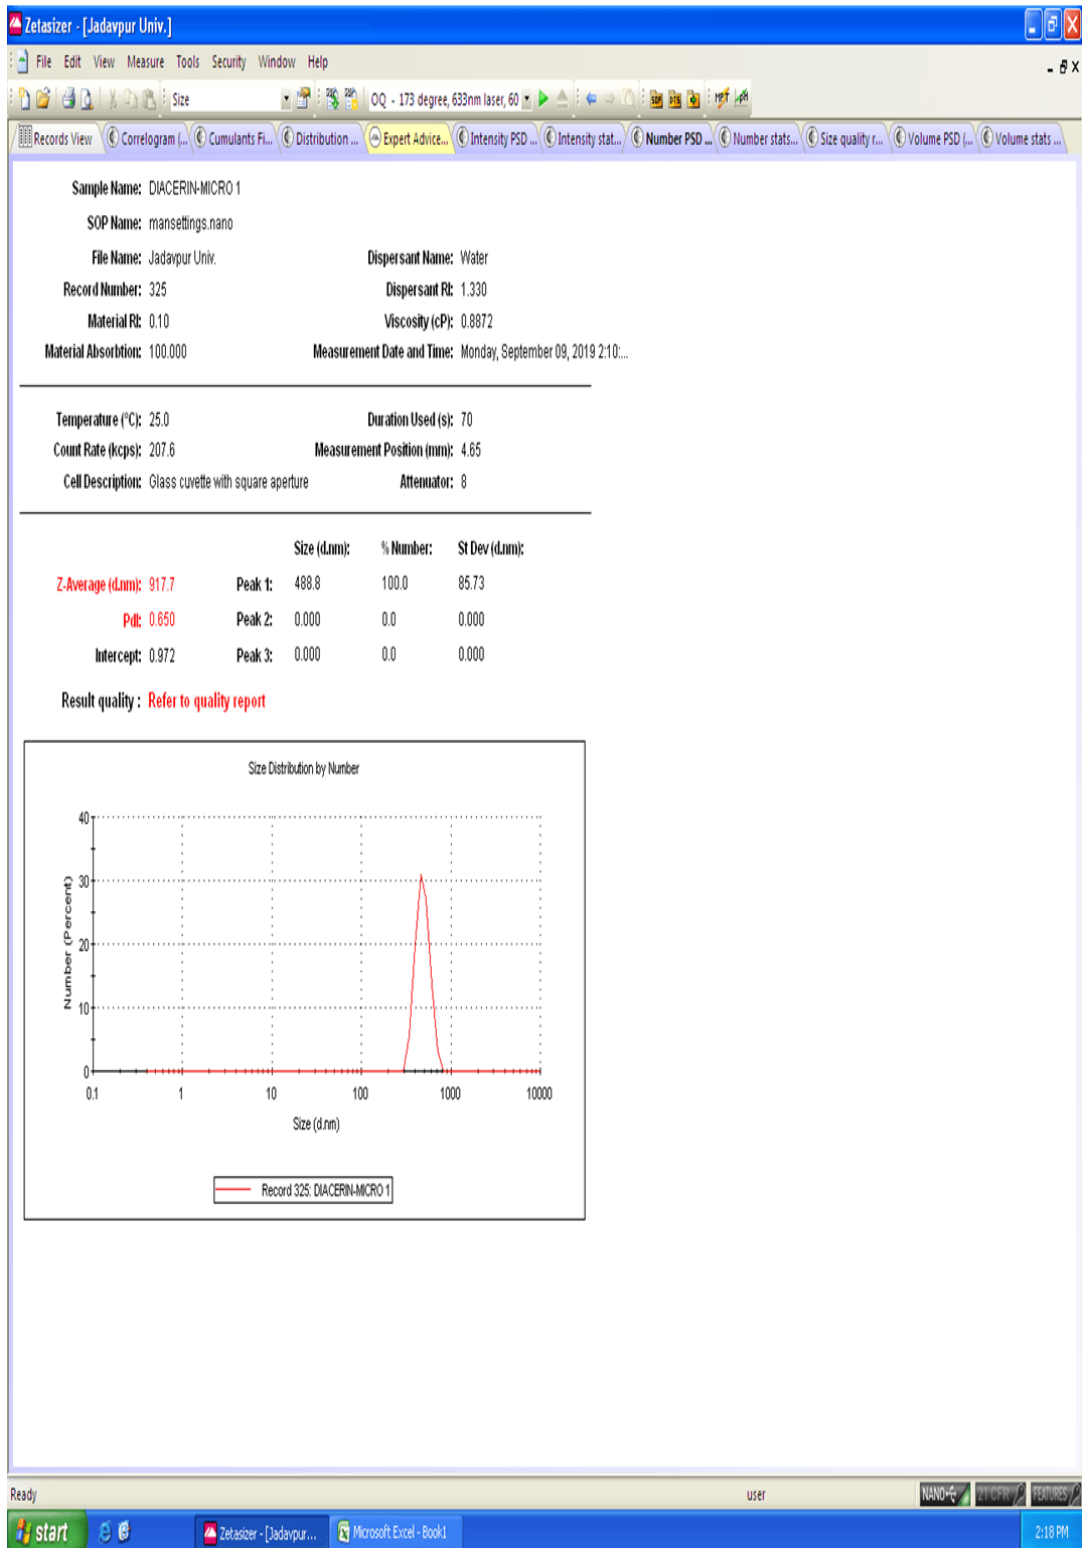 Zetasizer - [Jadavpur Univ.]
File Edit View Measure Tools Security Window Help
Size OQ - 173 degree, 633nm laser, 60
Records View Correlogram (... Cumulants Fi... Distribution ... Expert Advice... Intensity PSD ... Intensity stat... Number PSD ... Number stats... Size quality r... Volume PSD (... Volume stats ...
Sample Name: DIACERIN-MICRO 1
SOP Name: mansettings.nano
File Name: Jadavpur Univ. Dispersant Name: Water
Record Number: 325 Dispersant RI: 1.330
Material RI: 0.10 Viscosity (cP): 0.8872
Material Absorbtion: 100.000 Measurement Date and Time: Monday, September 09, 2019 2:10:...
Temperature (°C): 25.0 Duration Used (s): 70
Count Rate (kcps): 207.6 Measurement Position (mm): 4.65
Cell Description: Glass cuvette with square aperture Attenuator: 8
Size (d.nm): % Number: St Dev (d.nm):
Z-Average (d.nm): 917.7 Peak 1: 488.8 100.0 85.73
PdI: 0.650 Peak 2: 0.000 0.0 0.000
Intercept: 0.972 Peak 3: 0.000 0.0 0.000
Result quality : Refer to quality report
Size Distribution by Number
Number (Percent)
40
30
20
10
0
0.1 1 10 100 1000 10000
Size (d.nm)
Record 325: DIACERIN-MICRO 1
Ready user NANO 21 CFR FEATURES
start Zetasizer - [Jadavpur... Microsoft Excel - Book1 2:18 PM